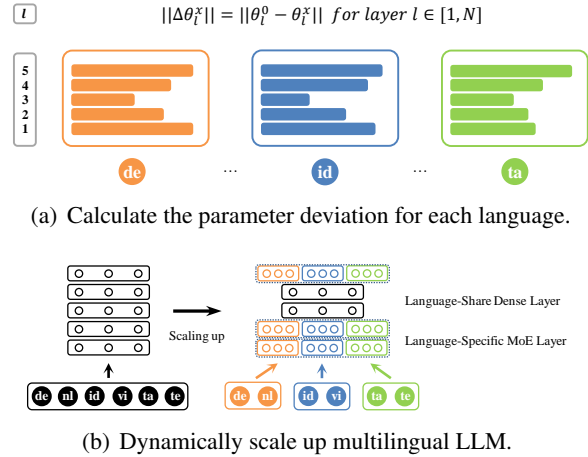 l
||Δθ_l^x|| = ||θ_l^0 − θ_l^x|| for layer l ∈ [1, N]
5
4
3
2
1
de ... id ... ta
(a) Calculate the parameter deviation for each language.
Scaling up
Language-Share Dense Layer
Language-Specific MoE Layer
de nl id vi ta te
de nl id vi ta te
(b) Dynamically scale up multilingual LLM.